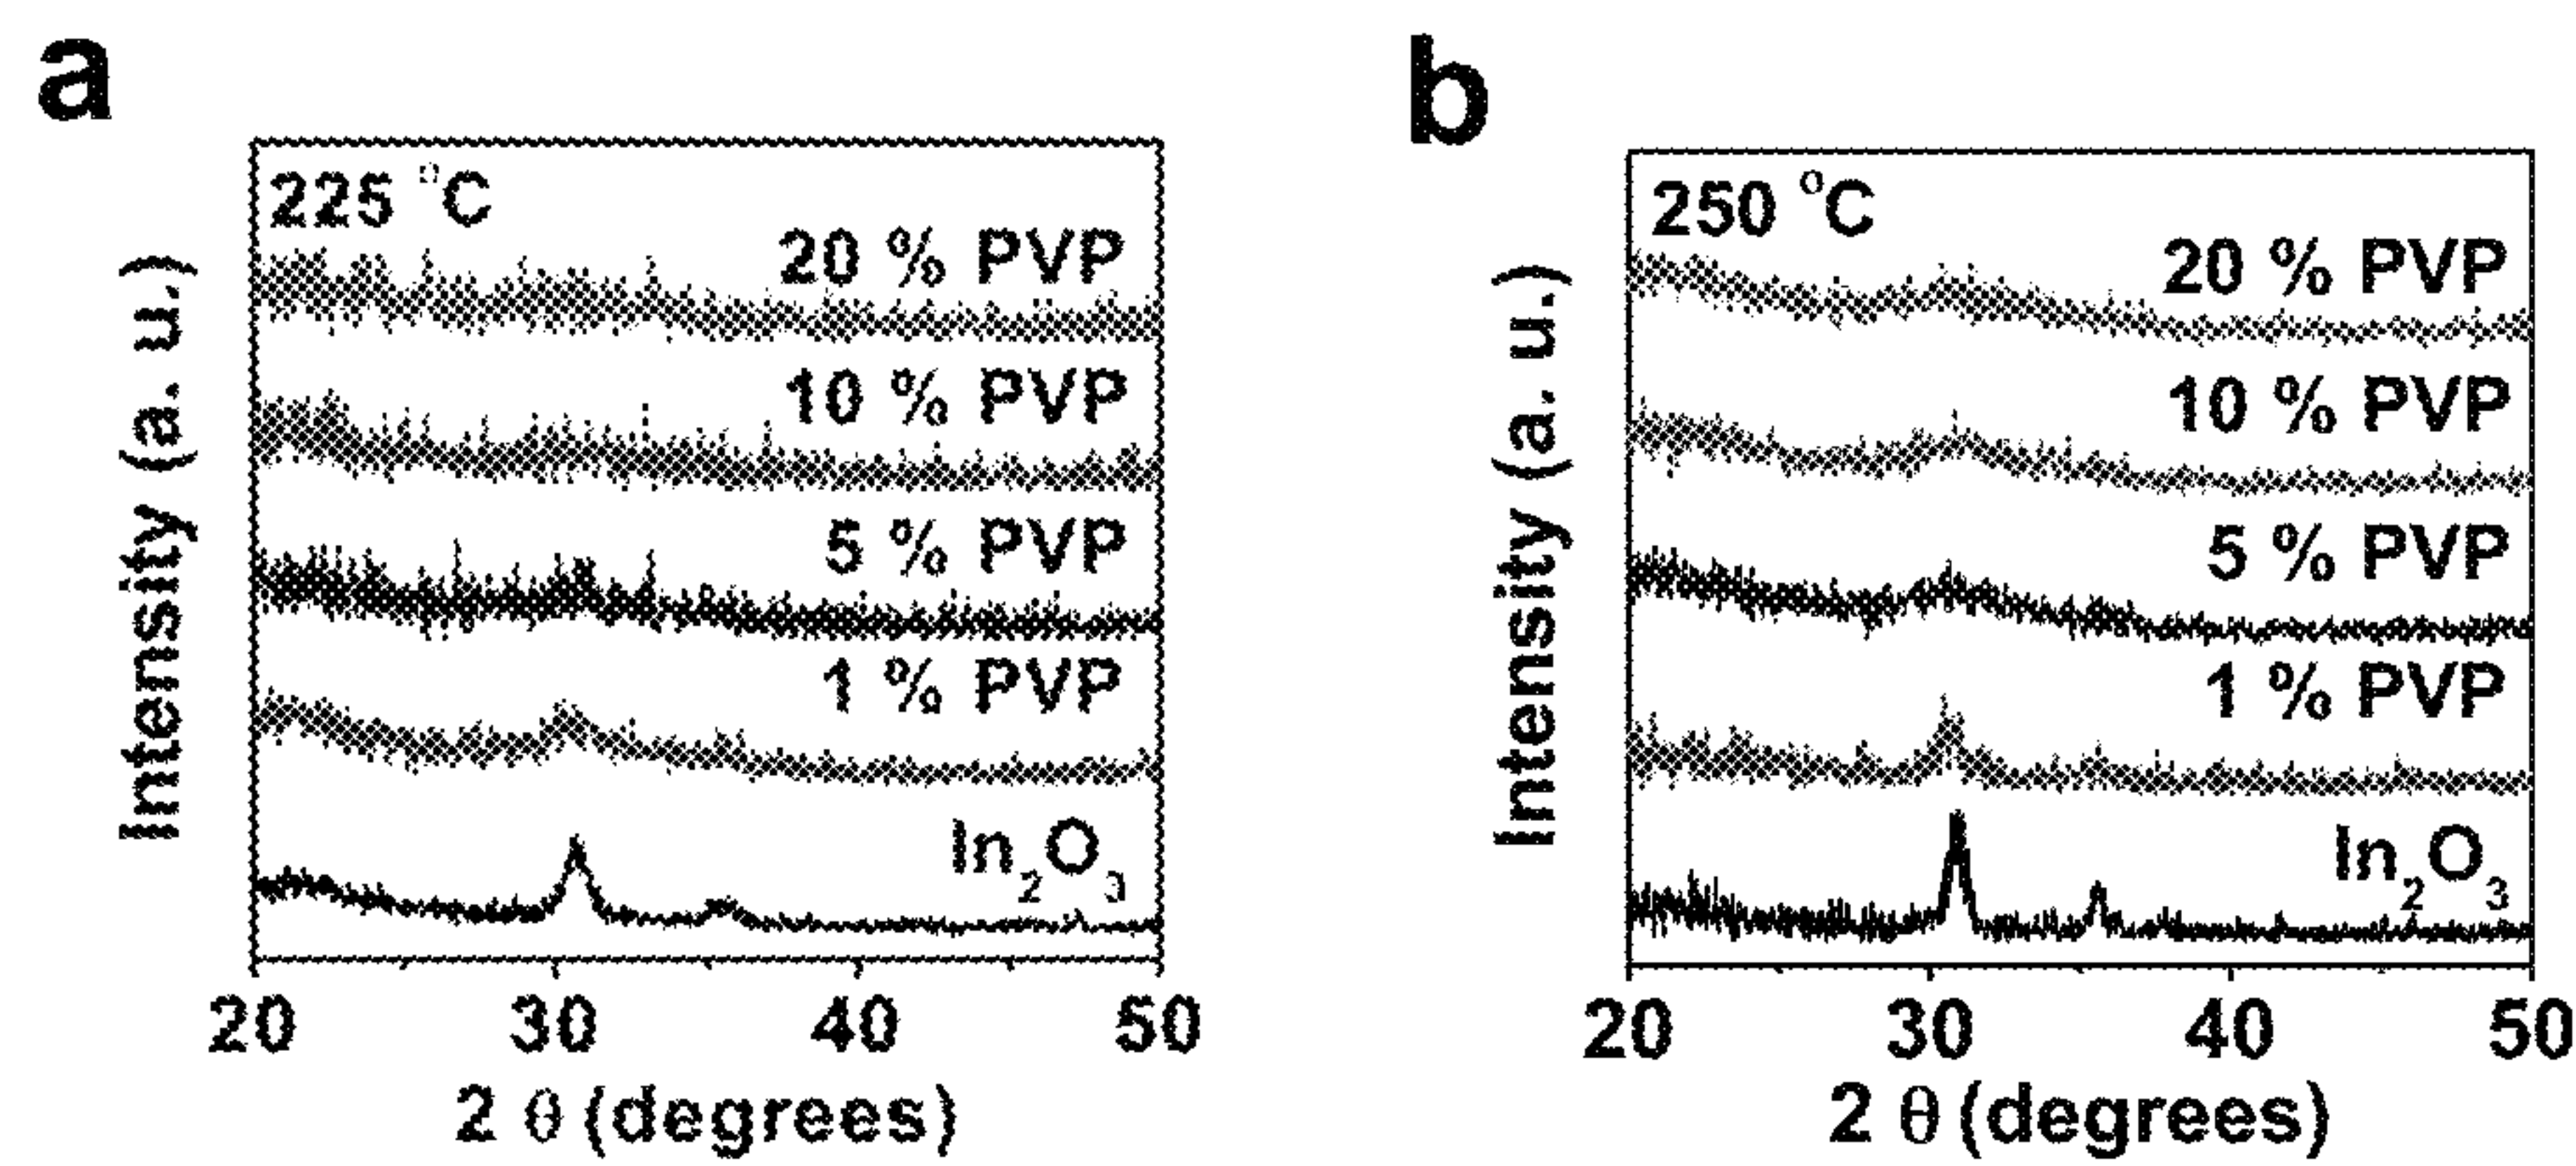 a
225 °C
20 % PVP
10 % PVP
5 % PVP
1 % PVP
In₂O₃
Intensity (a. u.)
20 30 40 50
2 θ (degrees)
b
250 °C
20 % PVP
10 % PVP
5 % PVP
1 % PVP
In₂O₃
Intensity (a. u.)
20 30 40 50
2 θ (degrees)